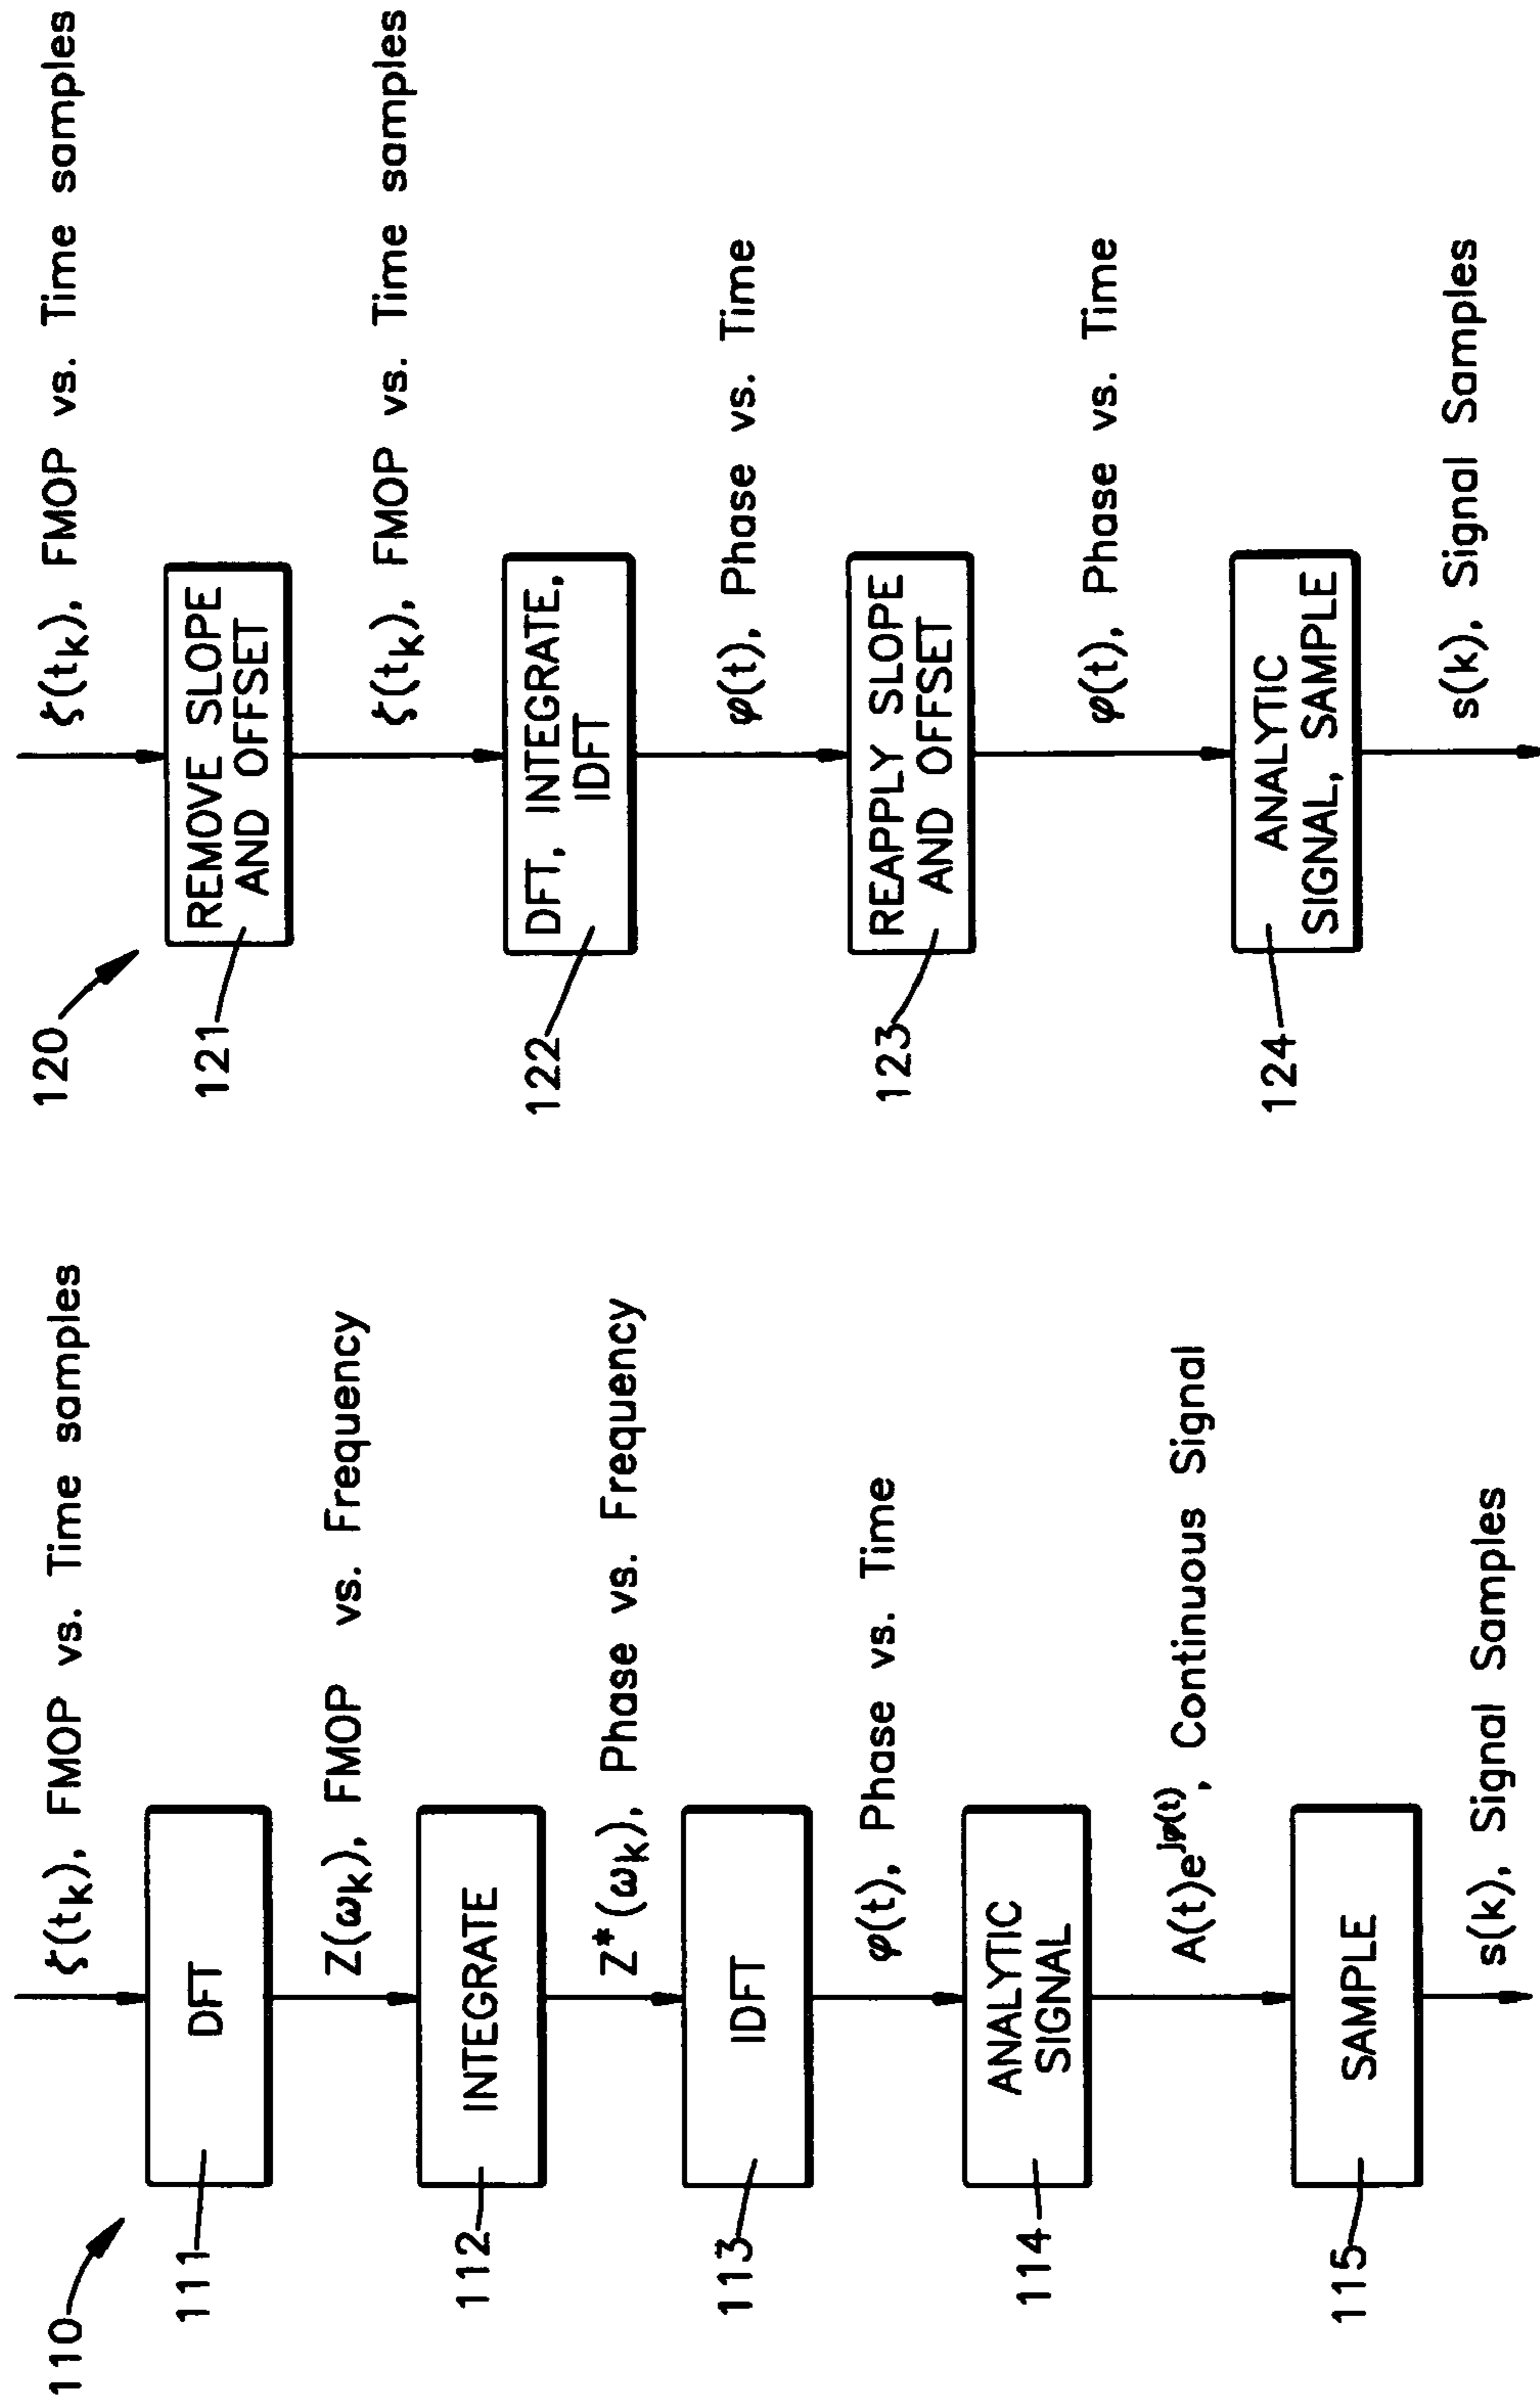 110
ζ(tk), FMOP vs. Time samples
111
DFT
Z(ωk), FMOP vs. Frequency
112
INTEGRATE
Z*(ωk), Phase vs. Frequency
113
IDFT
φ(t), Phase vs. Time
114
ANALYTIC
SIGNAL
A(t)e^jφ(t), Continuous Signal
115
SAMPLE
s(k), Signal Samples
120
ζ(tk), FMOP vs. Time samples
121
REMOVE SLOPE
AND OFFSET
ζ(tk), FMOP vs. Time samples
122
DFT, INTEGRATE,
IDFT
φ(t), Phase vs. Time
123
REAPPLY SLOPE
AND OFFSET
φ(t), Phase vs. Time
124
ANALYTIC
SIGNAL, SAMPLE
s(k), Signal Samples